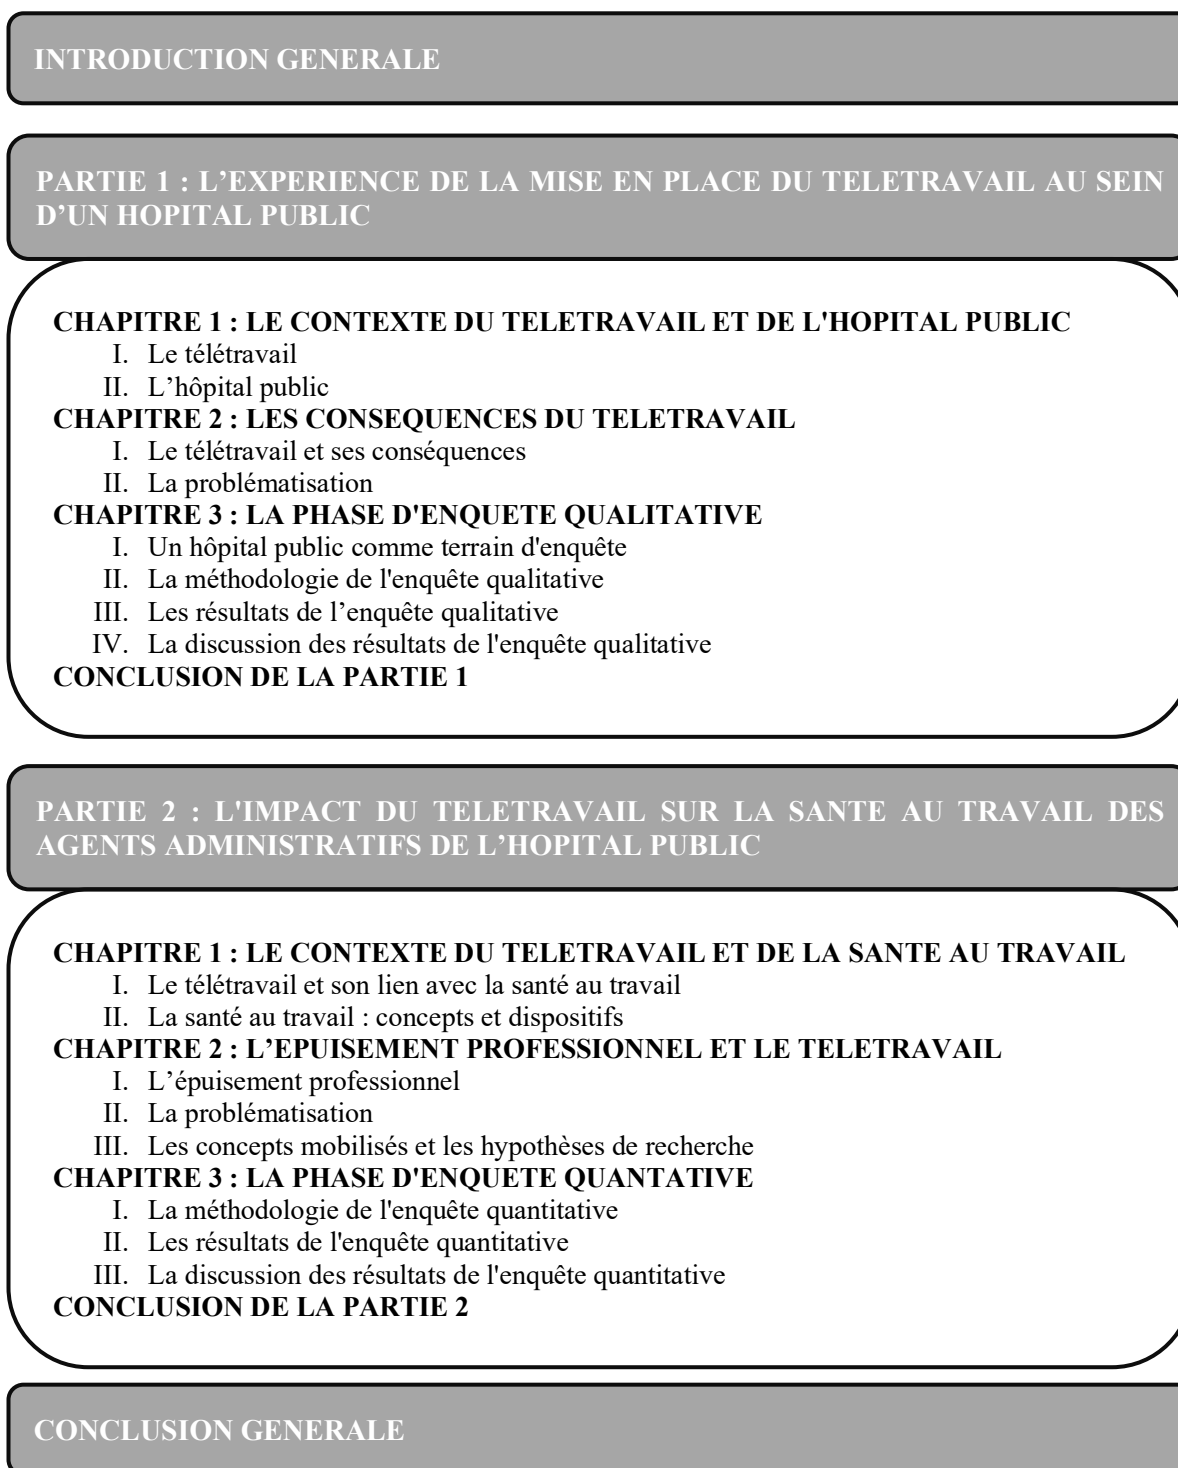 INTRODUCTION GENERALE
PARTIE 1 : L’EXPERIENCE DE LA MISE EN PLACE DU TELETRAVAIL AU SEIN
D’UN HOPITAL PUBLIC
CHAPITRE 1 : LE CONTEXTE DU TELETRAVAIL ET DE L'HOPITAL PUBLIC
I. Le télétravail
II. L’hôpital public
CHAPITRE 2 : LES CONSEQUENCES DU TELETRAVAIL
I. Le télétravail et ses conséquences
II. La problématisation
CHAPITRE 3 : LA PHASE D'ENQUETE QUALITATIVE
I. Un hôpital public comme terrain d'enquête
II. La méthodologie de l'enquête qualitative
III. Les résultats de l’enquête qualitative
IV. La discussion des résultats de l'enquête qualitative
CONCLUSION DE LA PARTIE 1
PARTIE 2 : L'IMPACT DU TELETRAVAIL SUR LA SANTE AU TRAVAIL DES
AGENTS ADMINISTRATIFS DE L’HOPITAL PUBLIC
CHAPITRE 1 : LE CONTEXTE DU TELETRAVAIL ET DE LA SANTE AU TRAVAIL
I. Le télétravail et son lien avec la santé au travail
II. La santé au travail : concepts et dispositifs
CHAPITRE 2 : L’EPUISEMENT PROFESSIONNEL ET LE TELETRAVAIL
I. L’épuisement professionnel
II. La problématisation
III. Les concepts mobilisés et les hypothèses de recherche
CHAPITRE 3 : LA PHASE D'ENQUETE QUANTATIVE
I. La méthodologie de l'enquête quantitative
II. Les résultats de l'enquête quantitative
III. La discussion des résultats de l'enquête quantitative
CONCLUSION DE LA PARTIE 2
CONCLUSION GENERALE